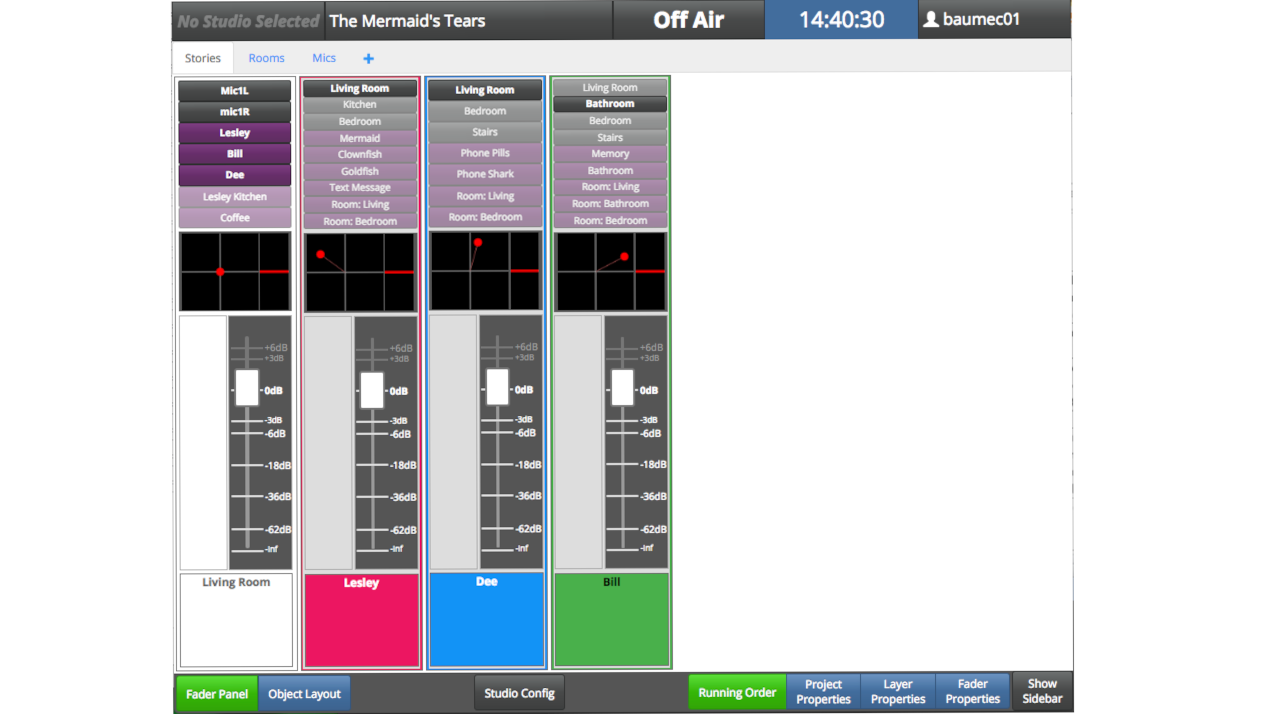 No Studio Selected
The Mermaid's Tears
Off Air
14:40:30
baumec01
Stories
Rooms
Mics
+
Mic1L
mic1R
Lesley
Bill
Dee
Lesley Kitchen
Coffee
+6dB
+3dB
0dB
-3dB
-6dB
-18dB
-36dB
-62dB
-inf
Living Room
Living Room
Kitchen
Bedroom
Mermaid
Clownfish
Goldfish
Text Message
Room: Living
Room: Bedroom
+6dB
+3dB
0dB
-3dB
-6dB
-18dB
-36dB
-62dB
-inf
Lesley
Living Room
Bedroom
Stairs
Phone Pills
Phone Shark
Room: Living
Room: Bedroom
+6dB
+3dB
0dB
-3dB
-6dB
-18dB
-36dB
-62dB
-inf
Dee
Living Room
Bathroom
Bedroom
Stairs
Memory
Bathroom
Room: Living
Room: Bathroom
Room: Bedroom
+6dB
+3dB
0dB
-3dB
-6dB
-18dB
-36dB
-62dB
-inf
Bill
Fader Panel
Object Layout
Studio Config
Running Order
Project
Properties
Layer
Properties
Fader
Properties
Show
Sidebar